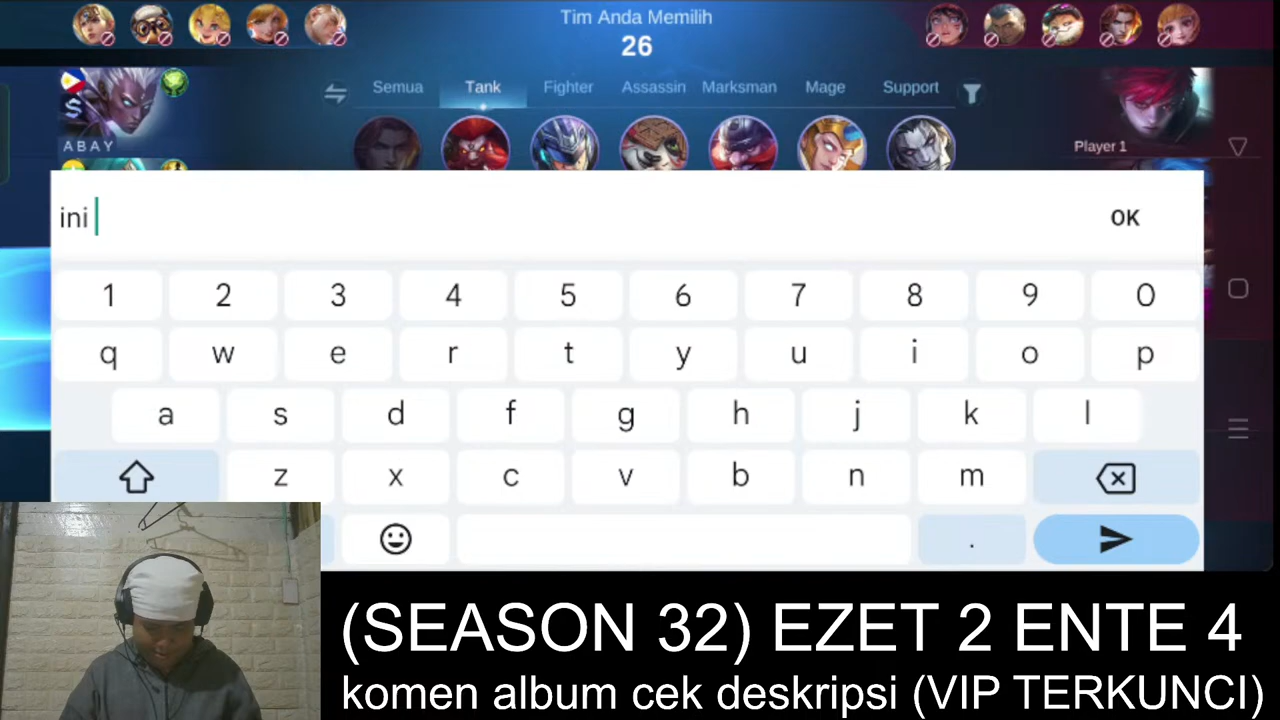 Tim Anda Memilih
26
Semua Tank Fighter Assassin Marksman Mage Support
ABAY
Player 1
ini
OK
1 2 3 4 5 6 7 8 9 0
q w e r t y u i o p
a s d f g h j k l
z x c v b n m
.
(SEASON 32) EZET 2 ENTE 4
komen album cek deskripsi (VIP TERKUNCI)